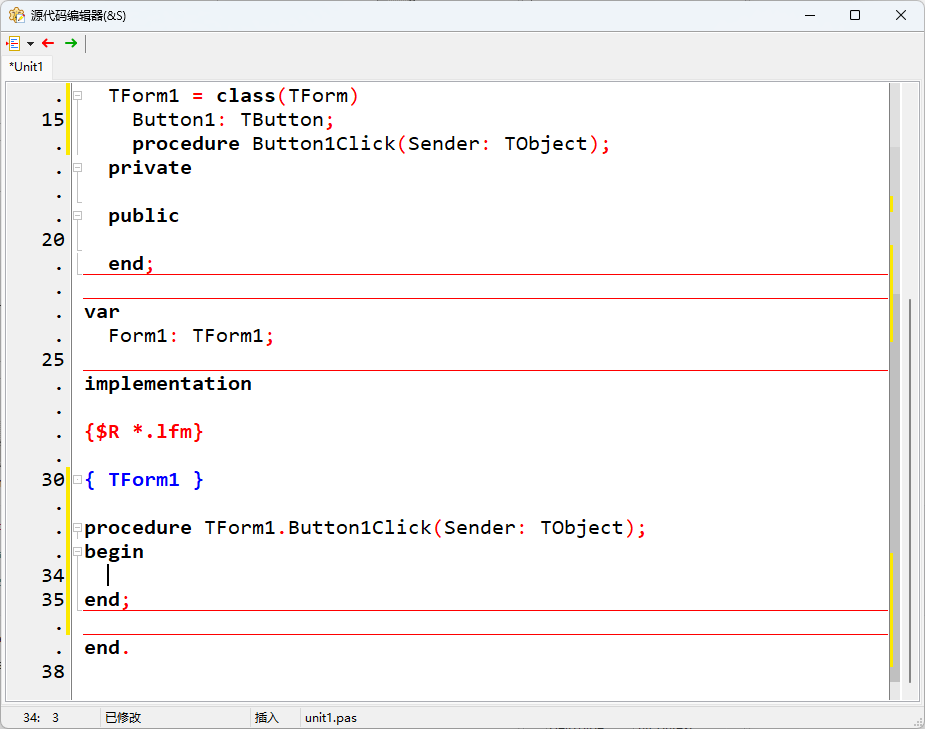 源代码编辑器(&S)
*Unit1
. TForm1 = class(TForm)
15 Button1: TButton;
. procedure Button1Click(Sender: TObject);
. private
.
. public
20
. end;
.
. var
. Form1: TForm1;
25
. implementation
.
. {$R *.lfm}
.
30 { TForm1 }
.
. procedure TForm1.Button1Click(Sender: TObject);
. begin
34
35 end;
.
. end.
38
34: 3 已修改 插入 unit1.pas